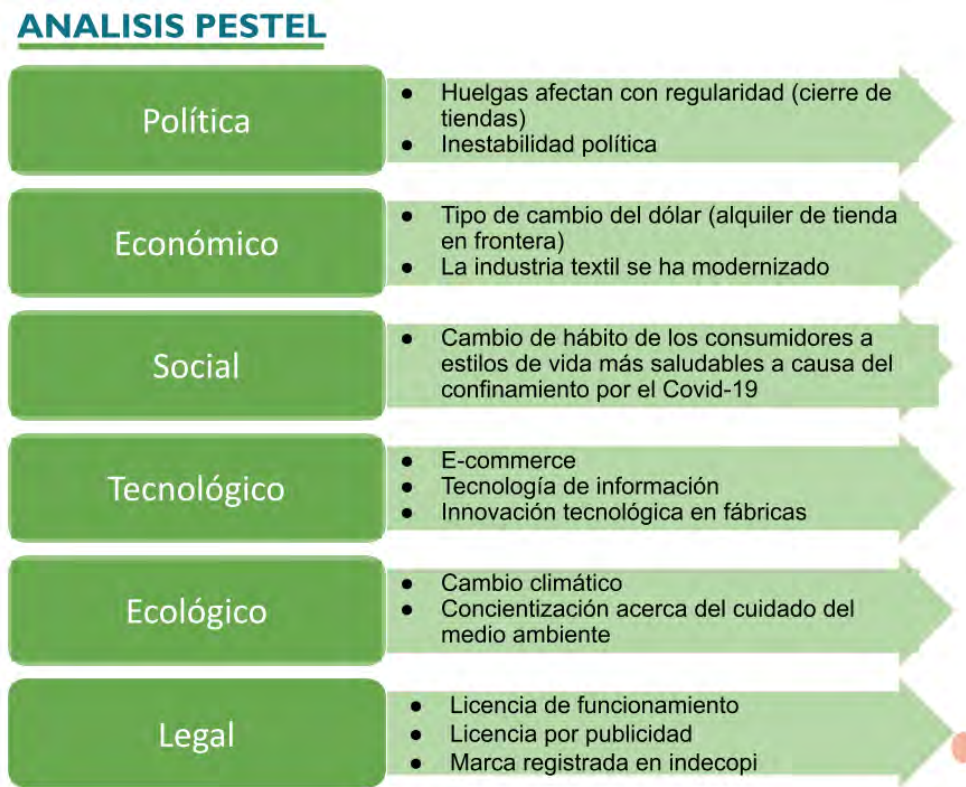 ANALISIS PESTEL
Política
● Huelgas afectan con regularidad (cierre de
tiendas)
● Inestabilidad política
Económico
● Tipo de cambio del dólar (alquiler de tienda
en frontera)
● La industria textil se ha modernizado
Social
● Cambio de hábito de los consumidores a
estilos de vida más saludables a causa del
confinamiento por el Covid-19
Tecnológico
● E-commerce
● Tecnología de información
● Innovación tecnológica en fábricas
Ecológico
● Cambio climático
● Concientización acerca del cuidado del
medio ambiente
Legal
● Licencia de funcionamiento
● Licencia por publicidad
● Marca registrada en indecopi